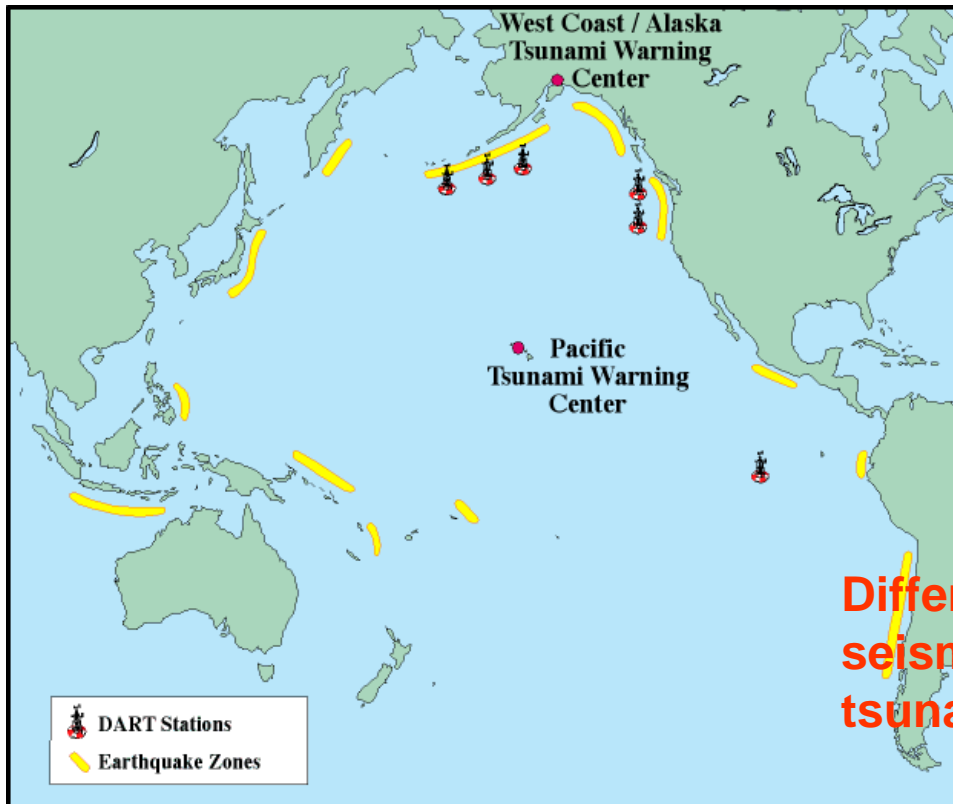 West Coast / Alaska
Tsunami Warning
Center
Pacific
Tsunami Warning
Center
DART Stations
Earthquake Zones